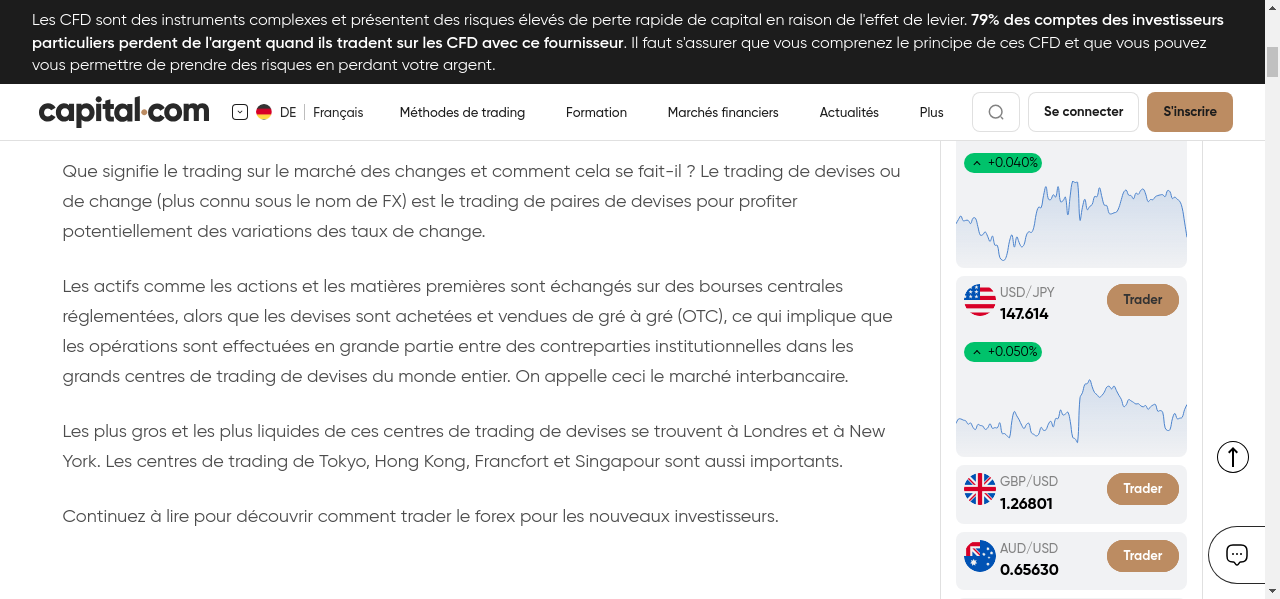 Les CFD sont des instruments complexes et présentent des risques élevés de perte rapide de capital en raison de l'effet de levier. 79% des comptes des investisseurs
particuliers perdent de l'argent quand ils tradent sur les CFD avec ce fournisseur. Il faut s'assurer que vous comprenez le principe de ces CFD et que vous pouvez
vous permettre de prendre des risques en perdant votre argent.
capital.com
DE
Français
Méthodes de trading
Formation
Marchés financiers
Actualités
Plus
Se connecter
S'inscrire
Que signifie le trading sur le marché des changes et comment cela se fait-il ? Le trading de devises ou
de change (plus connu sous le nom de FX) est le trading de paires de devises pour profiter
potentiellement des variations des taux de change.
Les actifs comme les actions et les matières premières sont échangés sur des bourses centrales
réglementées, alors que les devises sont achetées et vendues de gré à gré (OTC), ce qui implique que
les opérations sont effectuées en grande partie entre des contreparties institutionnelles dans les
grands centres de trading de devises du monde entier. On appelle ceci le marché interbancaire.
Les plus gros et les plus liquides de ces centres de trading de devises se trouvent à Londres et à New
York. Les centres de trading de Tokyo, Hong Kong, Francfort et Singapour sont aussi importants.
Continuez à lire pour découvrir comment trader le forex pour les nouveaux investisseurs.
+0.040%
USD/JPY
147.614
Trader
+0.050%
GBP/USD
1.26801
Trader
AUD/USD
0.65630
Trader